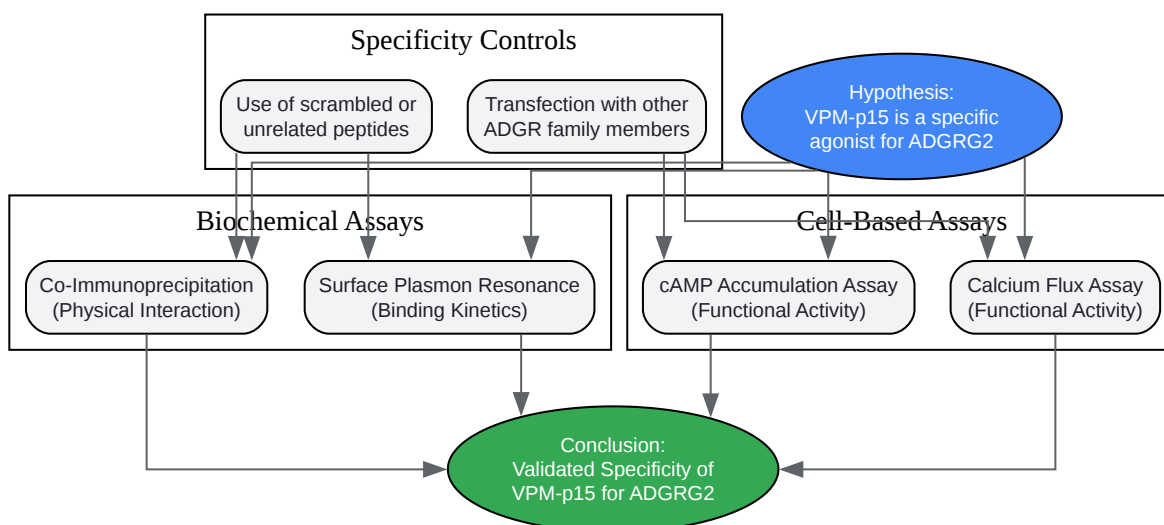 Specificity Controls
Use of scrambled or
unrelated peptides
Transfection with other
ADGR family members
Hypothesis:
VPM-p15 is a specific
agonist for ADGRG2
Biochemical Assays
Co-Immunoprecipitation
(Physical Interaction)
Surface Plasmon Resonance
(Binding Kinetics)
Cell-Based Assays
cAMP Accumulation Assay
(Functional Activity)
Calcium Flux Assay
(Functional Activity)
Conclusion:
Validated Specificity of
VPM-p15 for ADGRG2